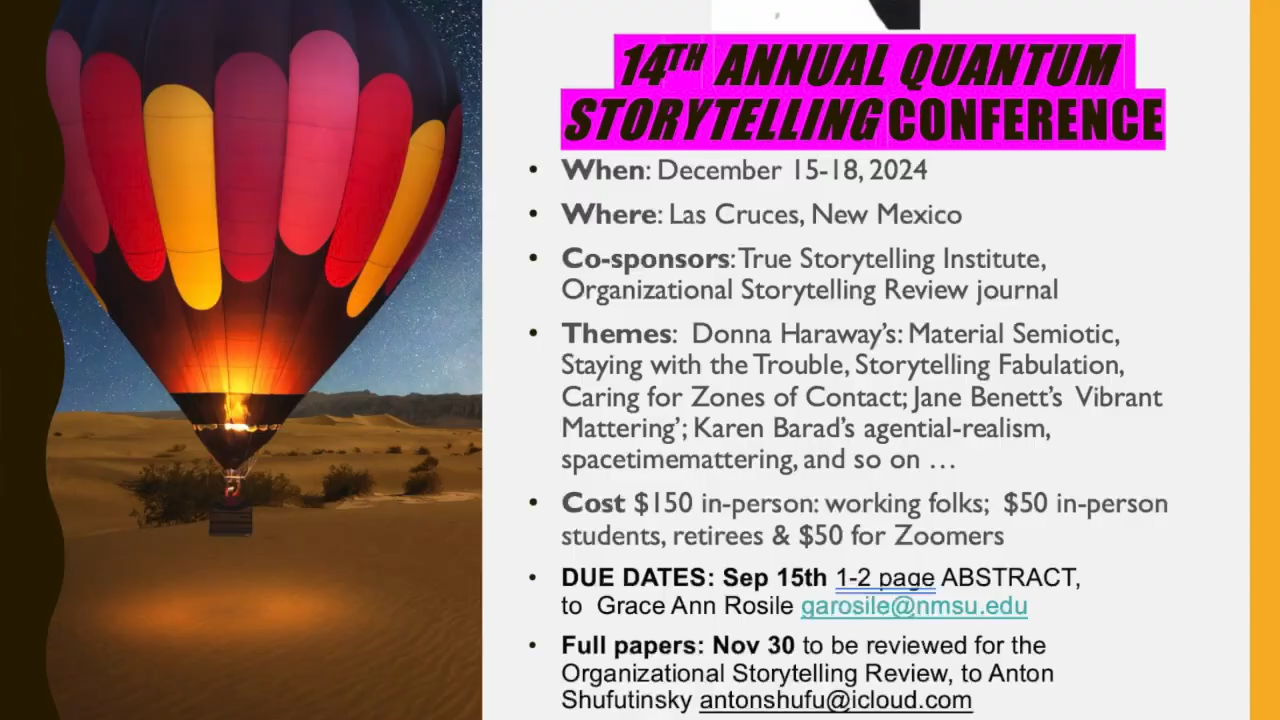 14TH ANNUAL QUANTUM
STORYTELLING CONFERENCE
• When: December 15-18, 2024
• Where: Las Cruces, New Mexico
• Co-sponsors: True Storytelling Institute,
Organizational Storytelling Review journal
• Themes:  Donna Haraway's: Material Semiotic,
Staying with the Trouble, Storytelling Fabulation,
Caring for Zones of Contact; Jane Benett's  Vibrant
Mattering'; Karen Barad's agential-realism,
spacetimemattering, and so on …
• Cost $150 in-person: working folks;  $50 in-person
students, retirees & $50 for Zoomers
• DUE DATES: Sep 15th 1-2 page ABSTRACT,
to  Grace Ann Rosile garosile@nmsu.edu
• Full papers: Nov 30 to be reviewed for the
Organizational Storytelling Review, to Anton
Shufutinsky antonshufu@icloud.com